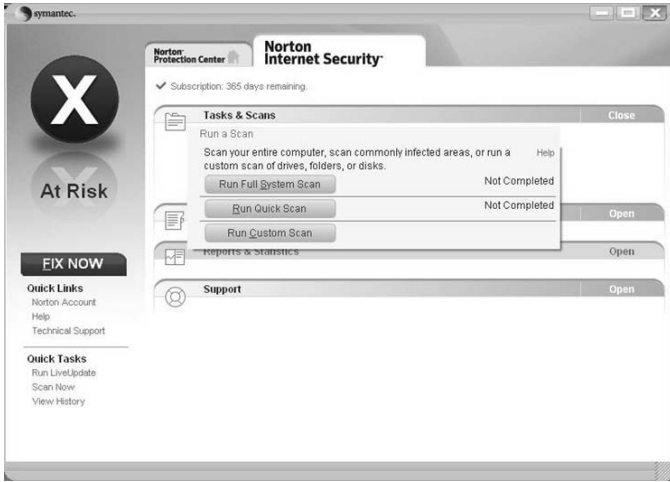 symantec.
Norton
Protection Center
Norton
Internet Security
Subscription: 365 days remaining.
Tasks & Scans
Close
Run a Scan
Scan your entire computer, scan commonly infected areas, or run a
custom scan of drives, folders, or disks.
Help
Run Full System Scan
Not Completed
Run Quick Scan
Not Completed
Run Custom Scan
Open
Reports & Statistics
Open
Support
Open
X
At Risk
FIX NOW
Quick Links
Norton Account
Help
Technical Support
Quick Tasks
Run LiveUpdate
Scan Now
View History